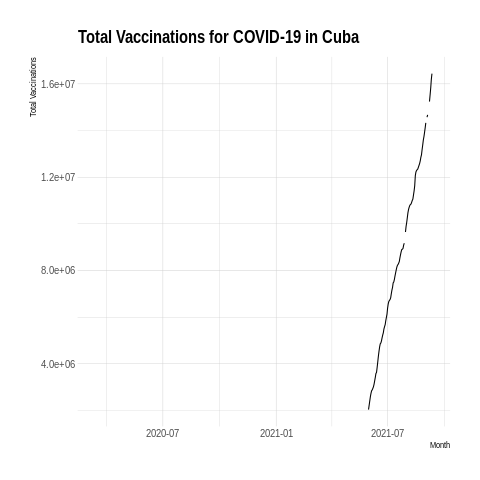 Total Vaccinations for COVID-19 in Cuba
Total Vaccinations
1.6e+07
1.2e+07
8.0e+06
4.0e+06
2020-07 2021-01 2021-07
Month